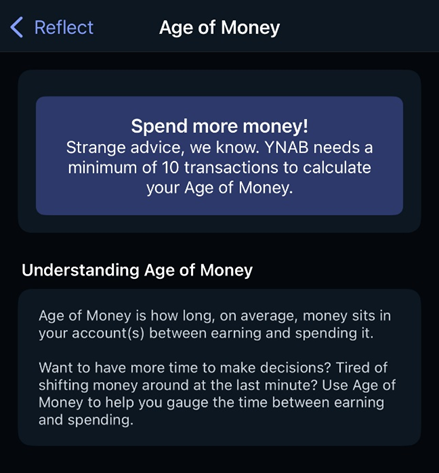 Reflect
Age of Money
Spend more money!
Strange advice, we know. YNAB needs a
minimum of 10 transactions to calculate
your Age of Money.
Understanding Age of Money
Age of Money is how long, on average, money sits in
your account(s) between earning and spending it.
Want to have more time to make decisions? Tired of
shifting money around at the last minute? Use Age of
Money to help you gauge the time between earning
and spending.